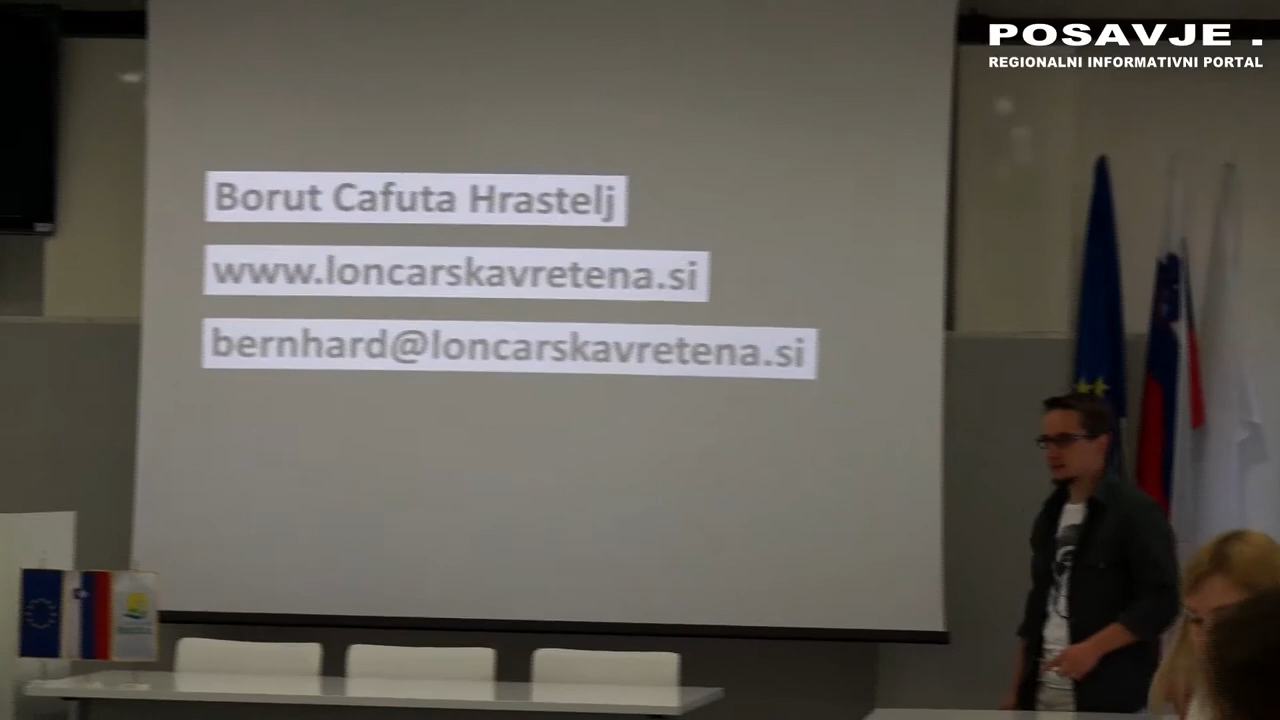 POSAVJE .
REGIONALNI INFORMATIVNI PORTAL
Borut Cafuta Hrastelj
www.loncarskavretena.si
bernhard@loncarskavretena.si